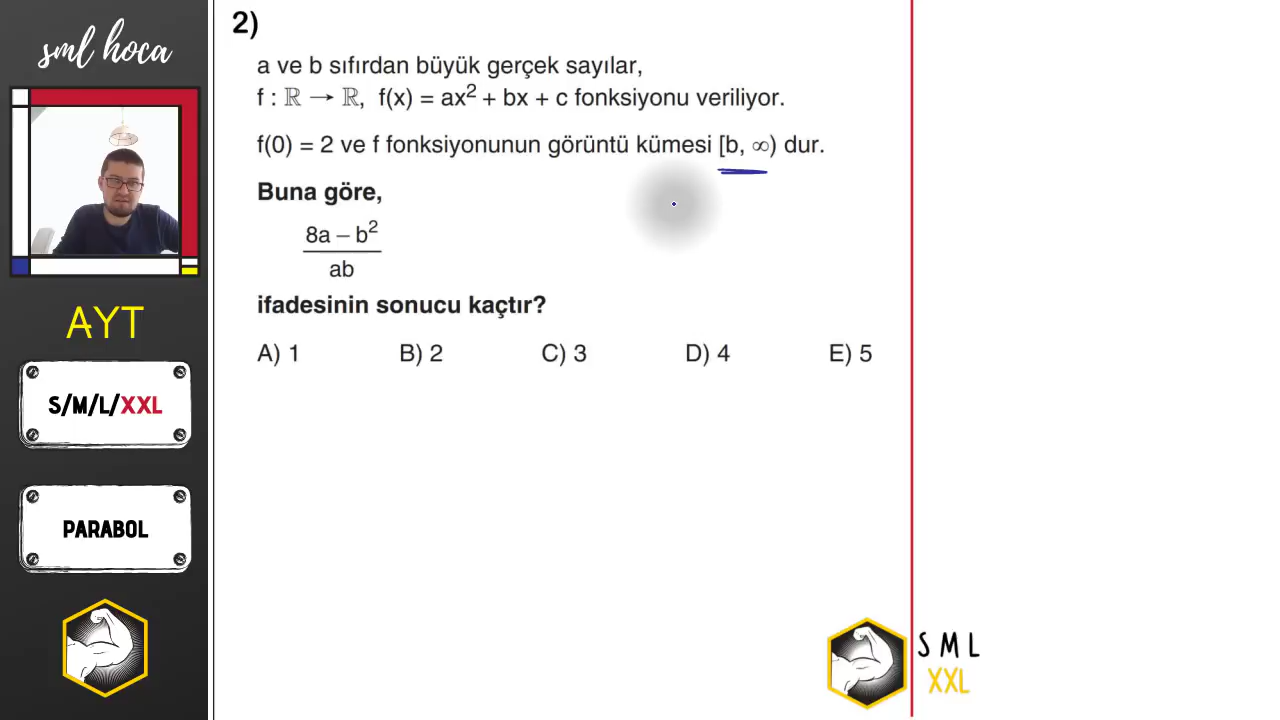 sml hoca
AYT
S/M/L/XXL
PARABOL
2)
a ve b sıfırdan büyük gerçek sayılar,
f : ℝ → ℝ, f(x) = ax² + bx + c fonksiyonu veriliyor.
f(0) = 2 ve f fonksiyonunun görüntü kümesi [b, ∞) dur.
Buna göre,
8a – b²
ab
ifadesinin sonucu kaçtır?
A) 1 B) 2 C) 3 D) 4 E) 5
S M L
XXL